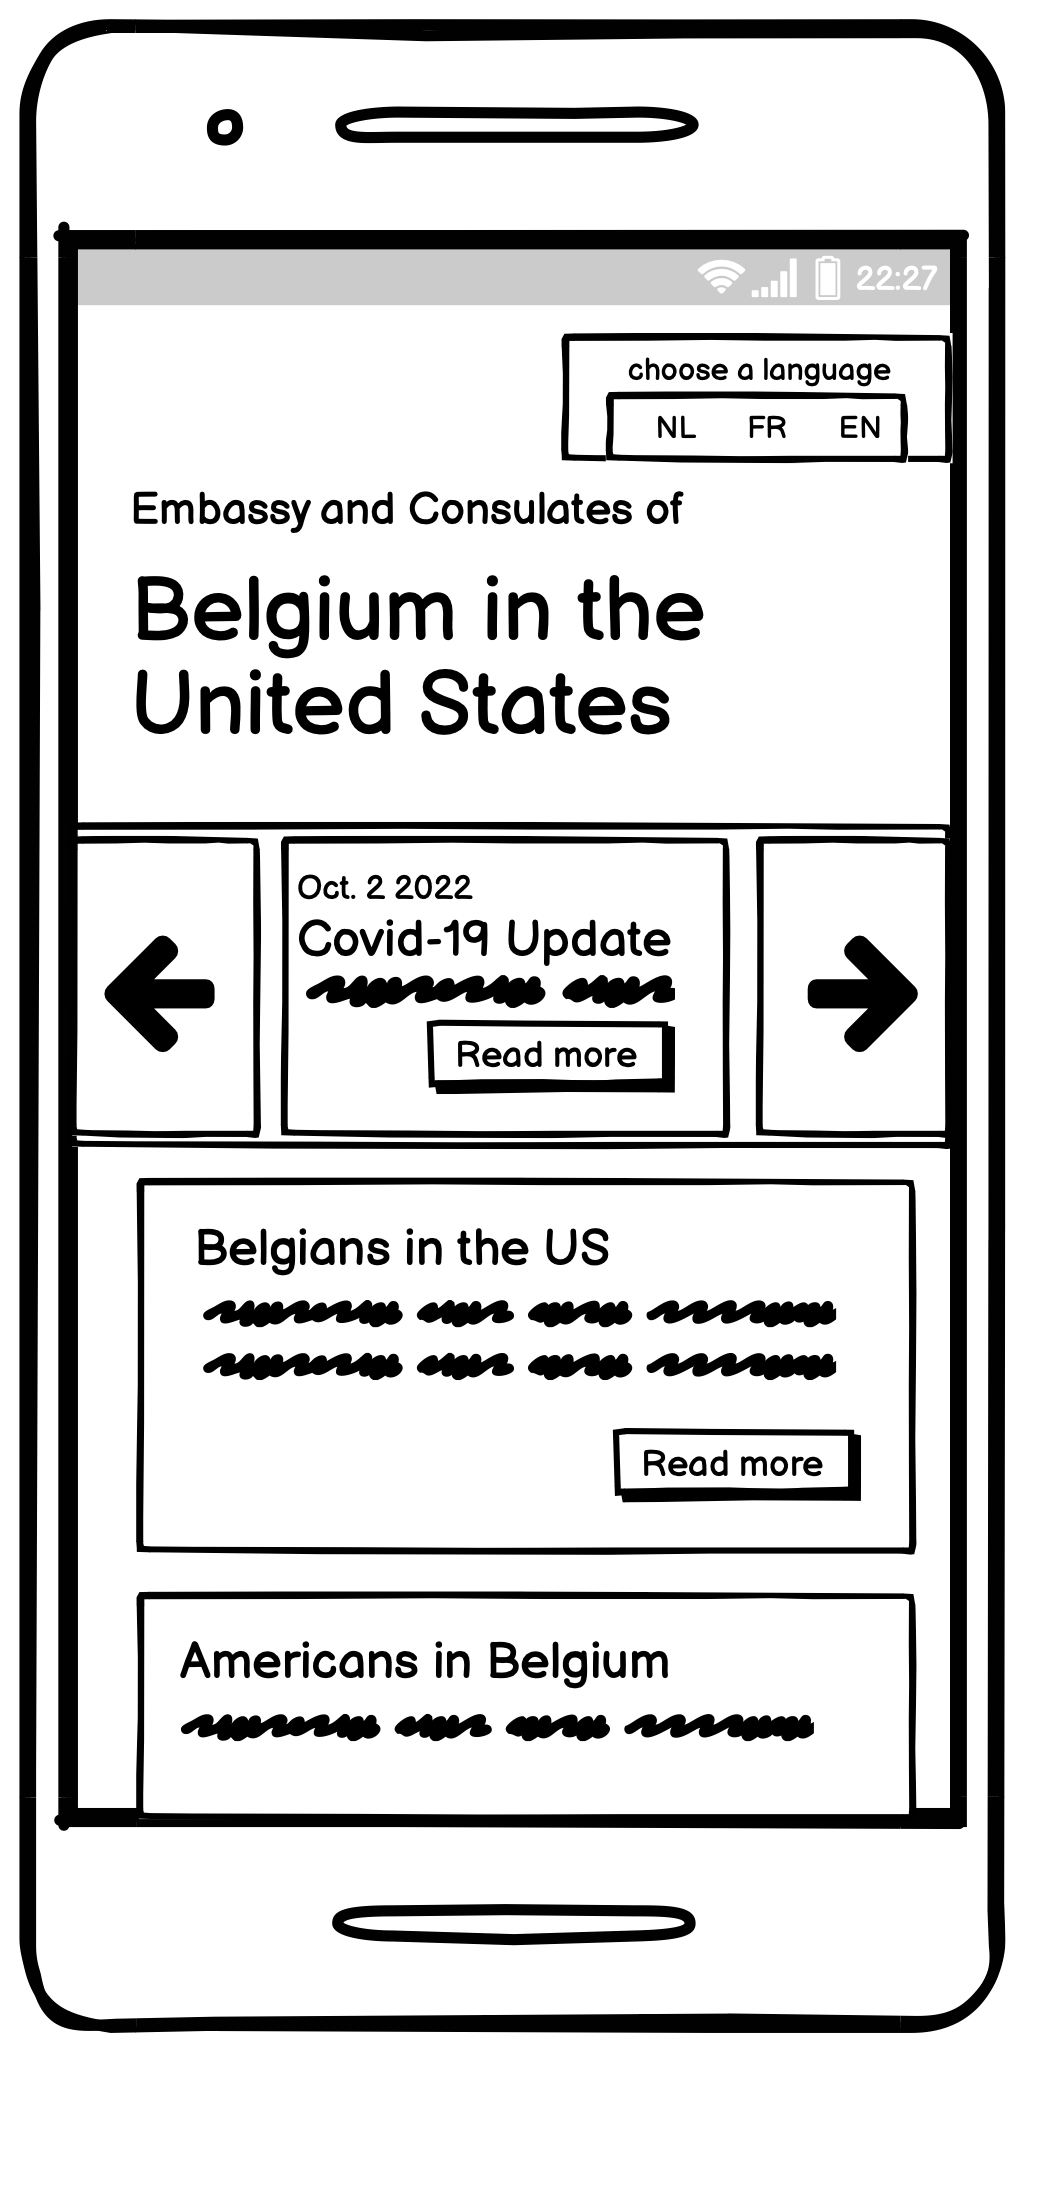 22:27
choose a language
NL FR EN
Embassy and Consulates of
Belgium in the
United States
Oct. 2 2022
Covid-19 Update
Read more
Belgians in the US
Read more
Americans in Belgium